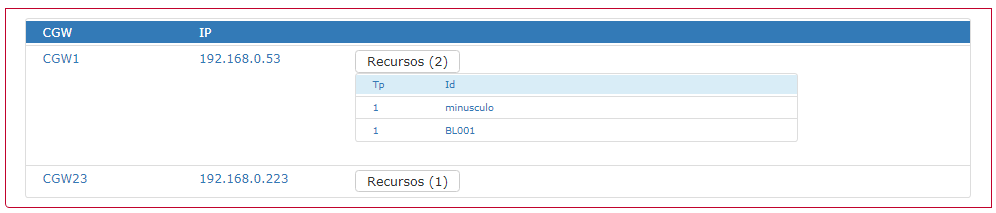 CGW IP
CGW1 192.168.0.53 Recursos (2)
Tp Id
1 minusculo
1 BL001
CGW23 192.168.0.223 Recursos (1)